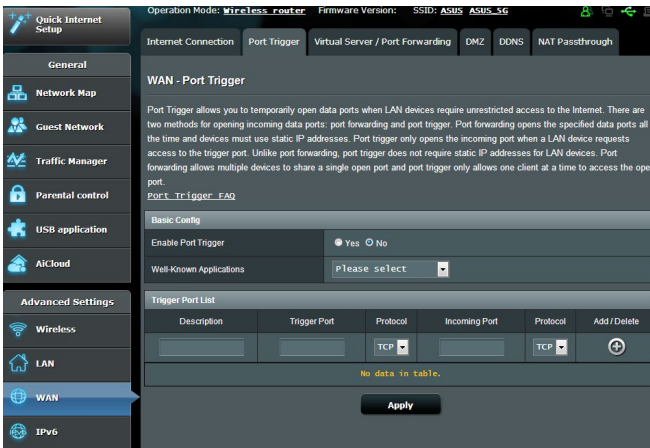 Quick Internet
Setup
General
Network Map
Guest Network
Traffic Manager
Parental control
USB application
AiCloud
Advanced Settings
Wireless
LAN
WAN
IPv6
Operation Mode: Wireless router Firmware Version: SSID: ASUS ASUS_5G
Internet Connection Port Trigger Virtual Server / Port Forwarding DMZ DDNS NAT Passthrough
WAN - Port Trigger
Port Trigger allows you to temporarily open data ports when LAN devices require unrestricted access to the Internet. There are
two methods for opening incoming data ports: port forwarding and port trigger. Port forwarding opens the specified data ports all
the time and devices must use static IP addresses. Port trigger only opens the incoming port when a LAN device requests
access to the trigger port. Unlike port forwarding, port trigger does not require static IP addresses for LAN devices. Port
forwarding allows multiple devices to share a single open port and port trigger only allows one client at a time to access the ope
port.
Port Trigger FAQ
Basic Config
Enable Port Trigger Yes No
Well-Known Applications Please select
Trigger Port List
Description Trigger Port Protocol Incoming Port Protocol Add / Delete
TCP TCP
No data in table.
Apply